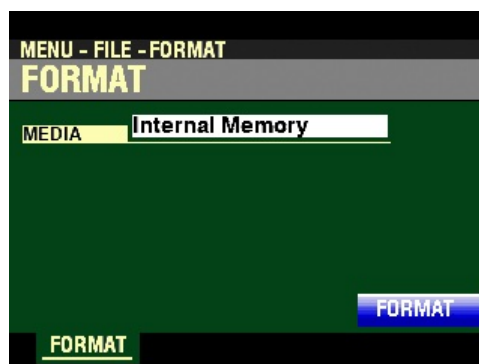 MENU - FILE - FORMAT
FORMAT
MEDIA Internal Memory
FORMAT
FORMAT